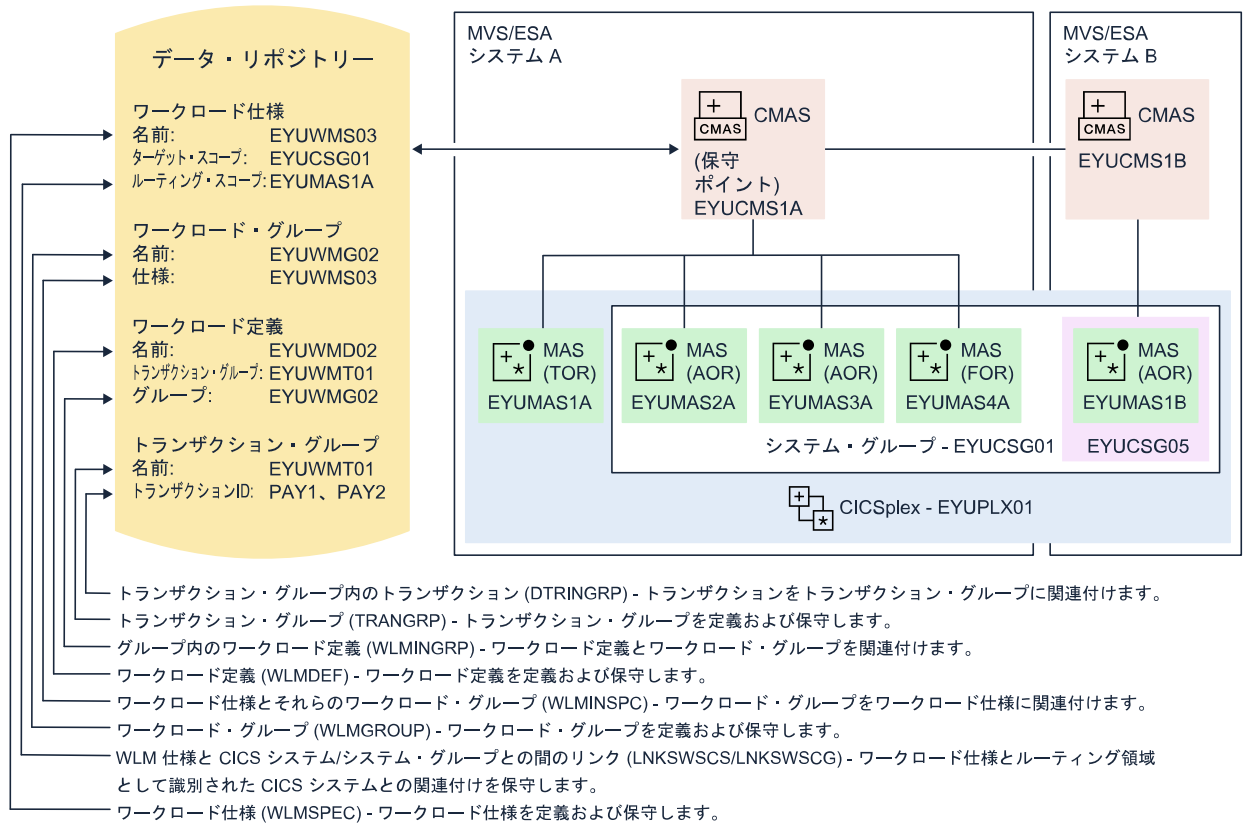 データ・リポジトリー
ワークロード仕様
名前: EYUWMS03
ターゲット・スコープ: EYUCSG01
ルーティング・スコープ: EYUMAS1A
ワークロード・グループ
名前: EYUWMG02
仕様: EYUWMS03
ワークロード定義
名前: EYUWMD02
トランザクション・グループ: EYUWMT01
グループ: EYUWMG02
トランザクション・グループ
名前: EYUWMT01
トランザクションID: PAY1、PAY2
MVS/ESA
システム A
CMAS
CMAS
(保守
ポイント)
EYUCMS1A
MVS/ESA
システム B
CMAS
CMAS
EYUCMS1B
MAS
(TOR)
EYUMAS1A
MAS
(AOR)
EYUMAS2A
MAS
(AOR)
EYUMAS3A
MAS
(FOR)
EYUMAS4A
MAS
(AOR)
EYUMAS1B
システム・グループ - EYUCSG01
EYUCSG05
CICSplex - EYUPLX01
トランザクション・グループ内のトランザクション (DTRINGRP) - トランザクションをトランザクション・グループに関連付けます。
トランザクション・グループ (TRANGRP) - トランザクション・グループを定義および保守します。
グループ内のワークロード定義 (WLMINGRP) - ワークロード定義とワークロード・グループを関連付けます。
ワークロード定義 (WLMDEF) - ワークロード定義を定義および保守します。
ワークロード仕様とそれらのワークロード・グループ (WLMINSPC) - ワークロード・グループをワークロード仕様に関連付けます。
ワークロード・グループ (WLMGROUP) - ワークロード・グループを定義および保守します。
WLM 仕様と CICS システム/システム・グループとの間のリンク (LNKSWSCS/LNKSWSCG) - ワークロード仕様とルーティング領域
として識別された CICS システムとの関連付けを保守します。
ワークロード仕様 (WLMSPEC) - ワークロード仕様を定義および保守します。